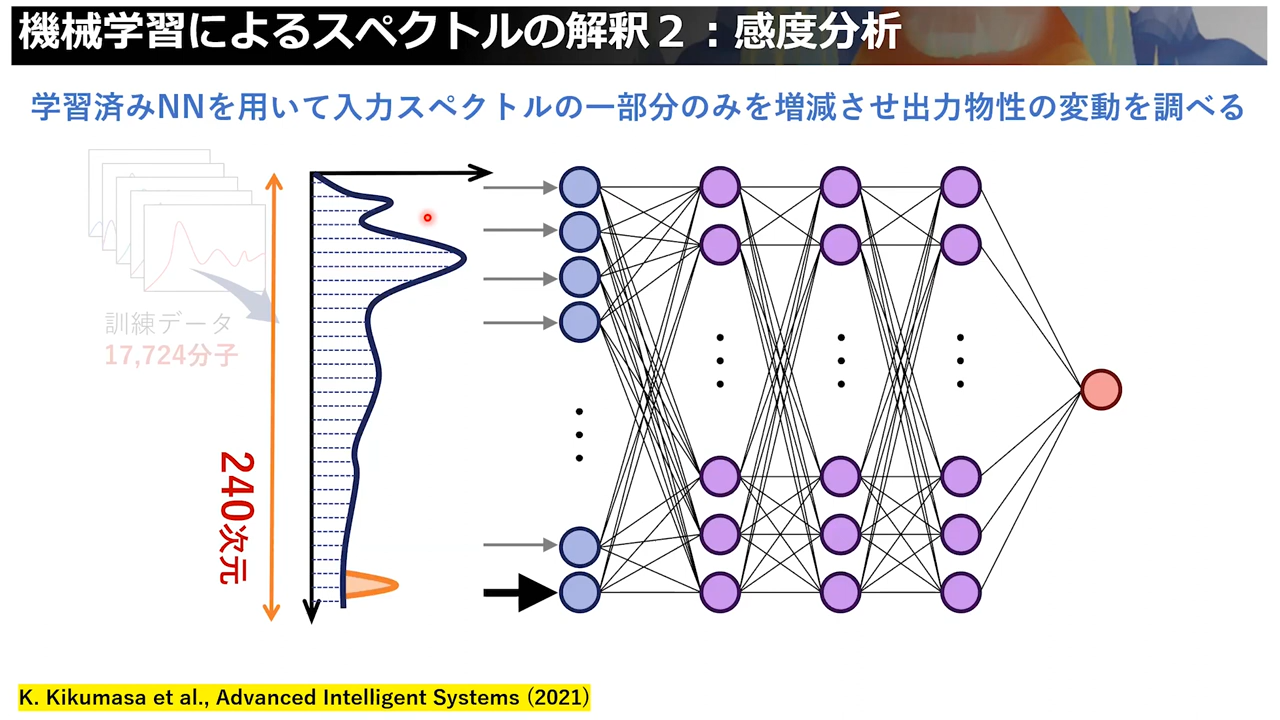 機械学習によるスペクトルの解釈２：感度分析
学習済みNNを用いて入力スペクトルの一部分のみを増減させ出力物性の変動を調べる
訓練データ
17,724分子
240次元
K. Kikumasa et al., Advanced Intelligent Systems (2021)